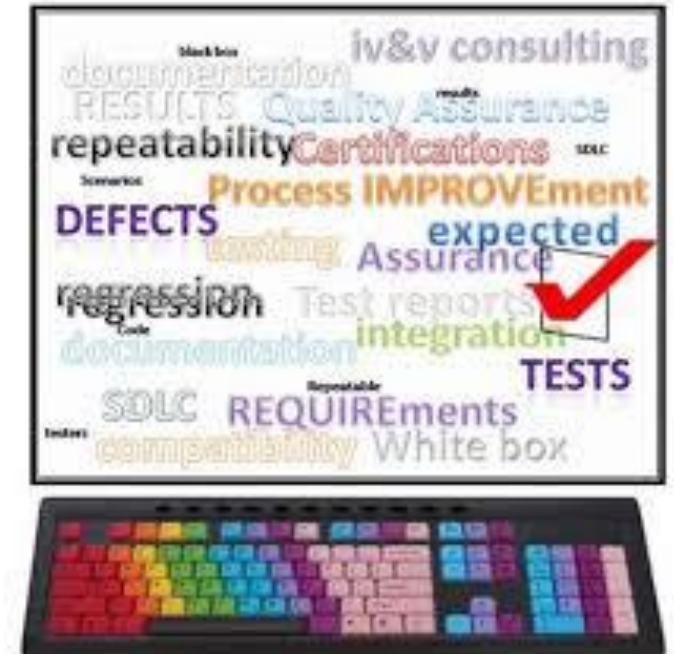 black box
iv&v consulting
documentation
results
RESULTS Quality Assurance
repeatability Certifications SDLC
Scenarios
Process IMPROVEment
DEFECTS
expected
testing
Assurance
regression
regression
Test reports
Code
integration
documentation
TESTS
Repeatable
SDLC
REQUIREments
testers
compatibility White box